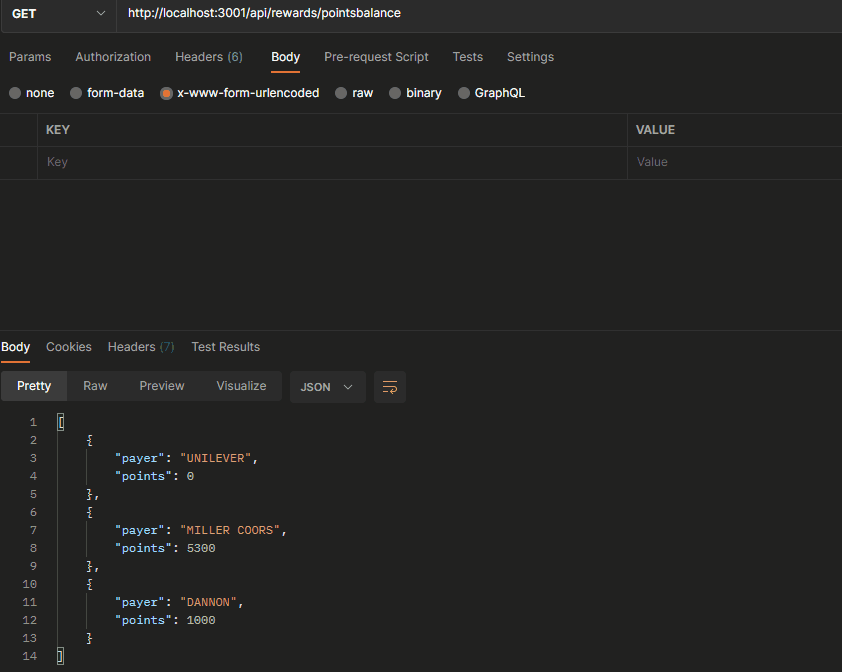 GET http://localhost:3001/api/rewards/pointsbalance
Params Authorization Headers (6) Body Pre-request Script Tests Settings
none form-data x-www-form-urlencoded raw binary GraphQL
KEY VALUE
Key Value
Body Cookies Headers (7) Test Results
Pretty Raw Preview Visualize JSON
1 [
2 {
3 "payer": "UNILEVER",
4 "points": 0
5 },
6 {
7 "payer": "MILLER COORS",
8 "points": 5300
9 },
10 {
11 "payer": "DANNON",
12 "points": 1000
13 }
14 ]